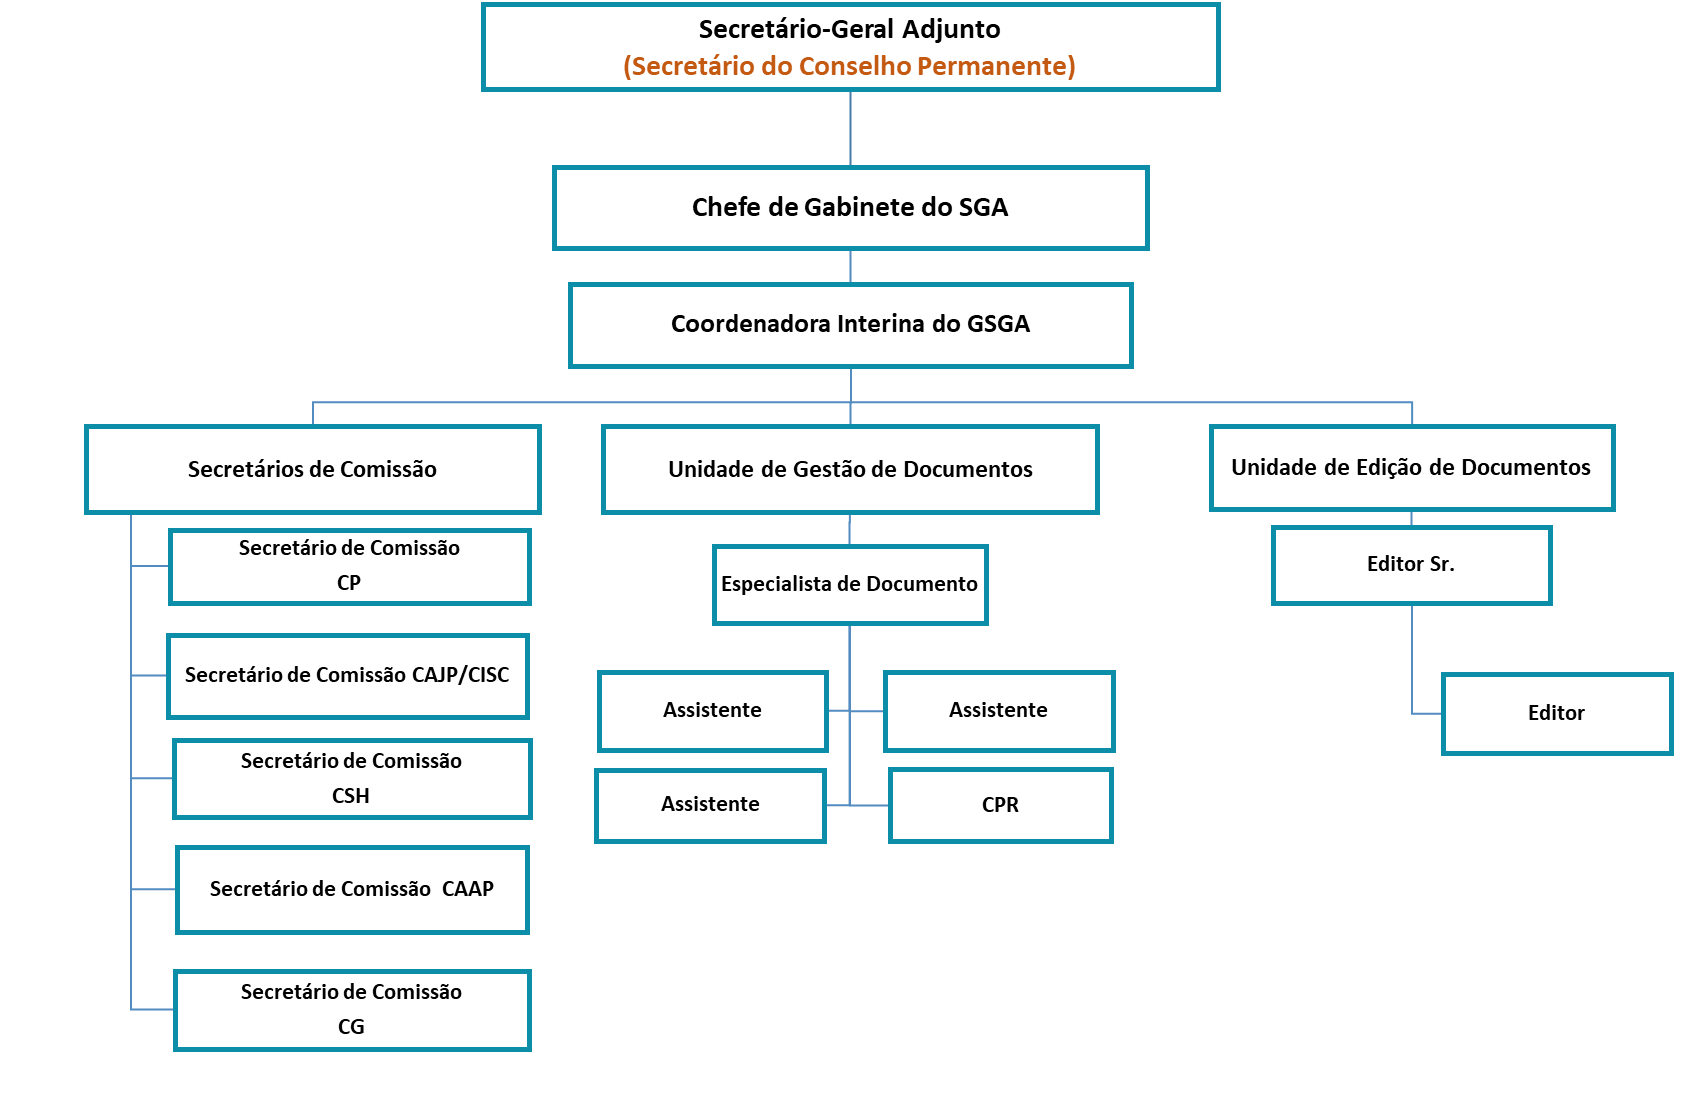 Secretário-Geral Adjunto
(Secretário do Conselho Permanente)
Chefe de Gabinete do SGA
Coordenadora Interina do GSGA
Secretários de Comissão
Secretário de Comissão
CP
Secretário de Comissão CAJP/CISC
Secretário de Comissão
CSH
Secretário de Comissão CAAP
Secretário de Comissão
CG
Unidade de Gestão de Documentos
Especialista de Documento
Assistente
Assistente
Assistente
CPR
Unidade de Edição de Documentos
Editor Sr.
Editor